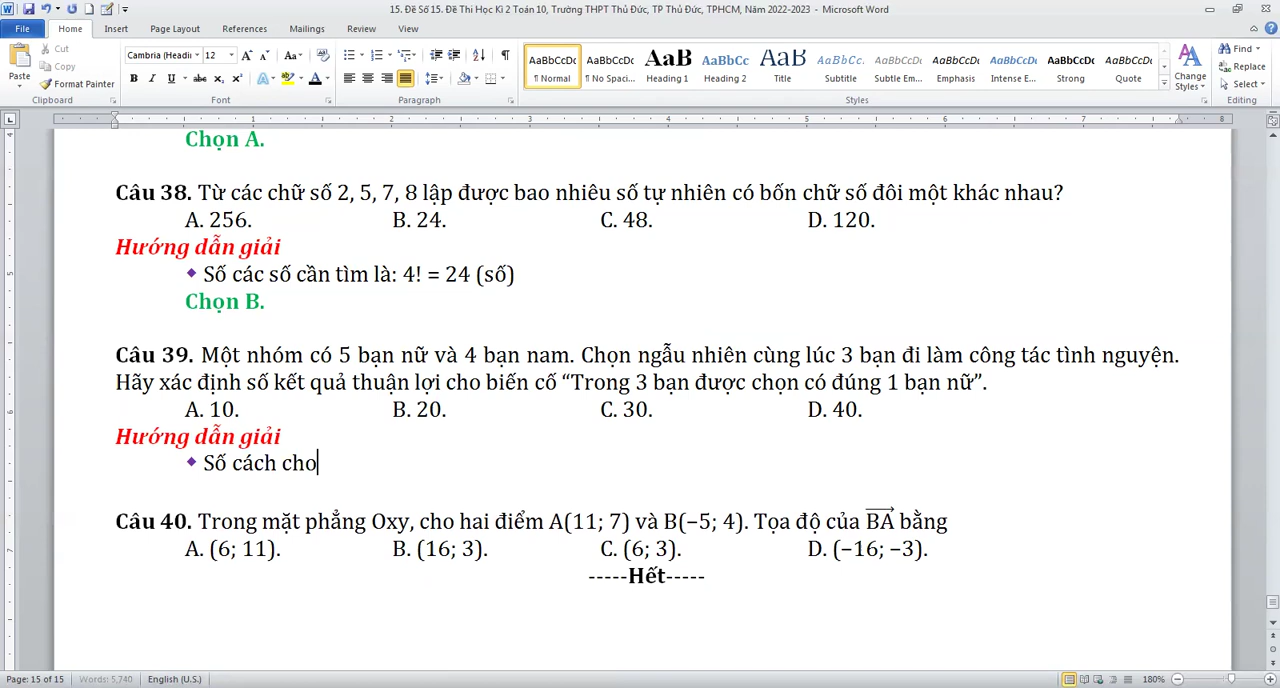 15. Đề Số 15. Đề Thi Học Kì 2 Toán 10, Trường THPT Thủ Đức, TP Thủ Đức, TPHCM, Năm 2022-2023 - Microsoft Word
File Home Insert Page Layout References Mailings Review View
Paste Cut Copy Format Painter Clipboard
Cambria (Headi 12 Font
Paragraph
AaBbCcDc ¶ Normal
AaBbCcDc ¶ No Spaci...
AaB Heading 1
AaBbCc Heading 2
AaB Title
AaBbCc. Subtitle
AaBbCcDc Subtle Em...
AaBbCcDc Emphasis
AaBbCcDc Intense E...
AaBbCcDc Strong
AaBbCcDc Quote
Change Styles Styles
Find Replace Select Editing
1 2 3 4 5 6 7 8
Chọn A.
Câu 38. Từ các chữ số 2, 5, 7, 8 lập được bao nhiêu số tự nhiên có bốn chữ số đôi một khác nhau?
A. 256. B. 24. C. 48. D. 120.
Hướng dẫn giải
Số các số cần tìm là: 4! = 24 (số)
Chọn B.
Câu 39. Một nhóm có 5 bạn nữ và 4 bạn nam. Chọn ngẫu nhiên cùng lúc 3 bạn đi làm công tác tình nguyện.
Hãy xác định số kết quả thuận lợi cho biến cố “Trong 3 bạn được chọn có đúng 1 bạn nữ”.
A. 10. B. 20. C. 30. D. 40.
Hướng dẫn giải
Số cách cho
Câu 40. Trong mặt phẳng Oxy, cho hai điểm A(11; 7) và B(−5; 4). Tọa độ của BA bằng
A. (6; 11). B. (16; 3). C. (6; 3). D. (−16; −3).
-----Hết-----
Page: 15 of 15 Words: 5,740 English (U.S.) 180%